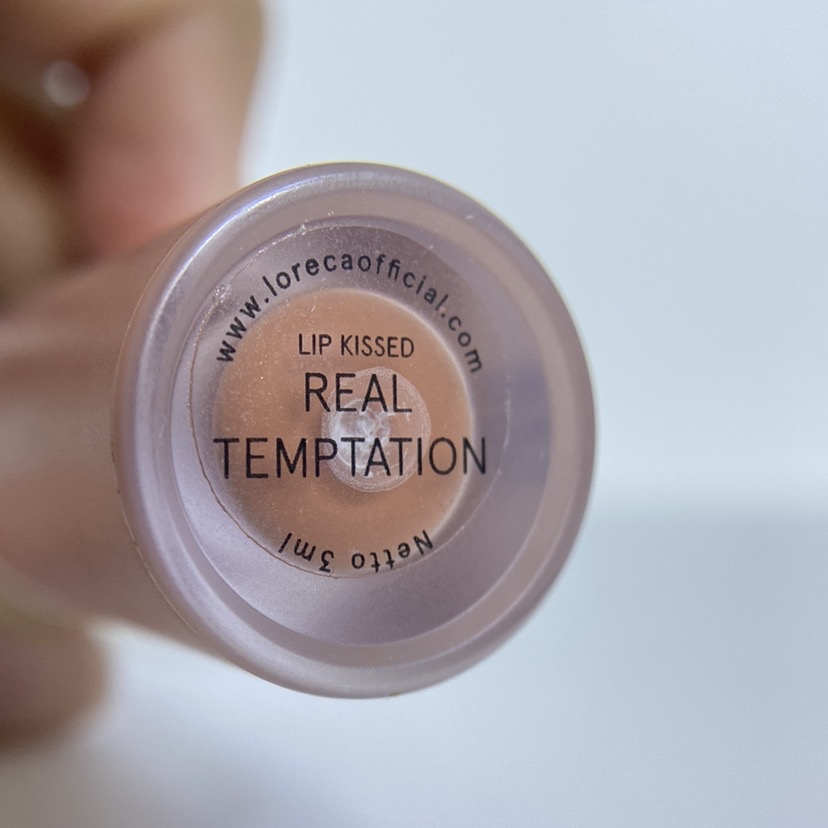 www.lorecaofficial.com
LIP KISSED
REAL
TEMPTATION
Netto 3ml